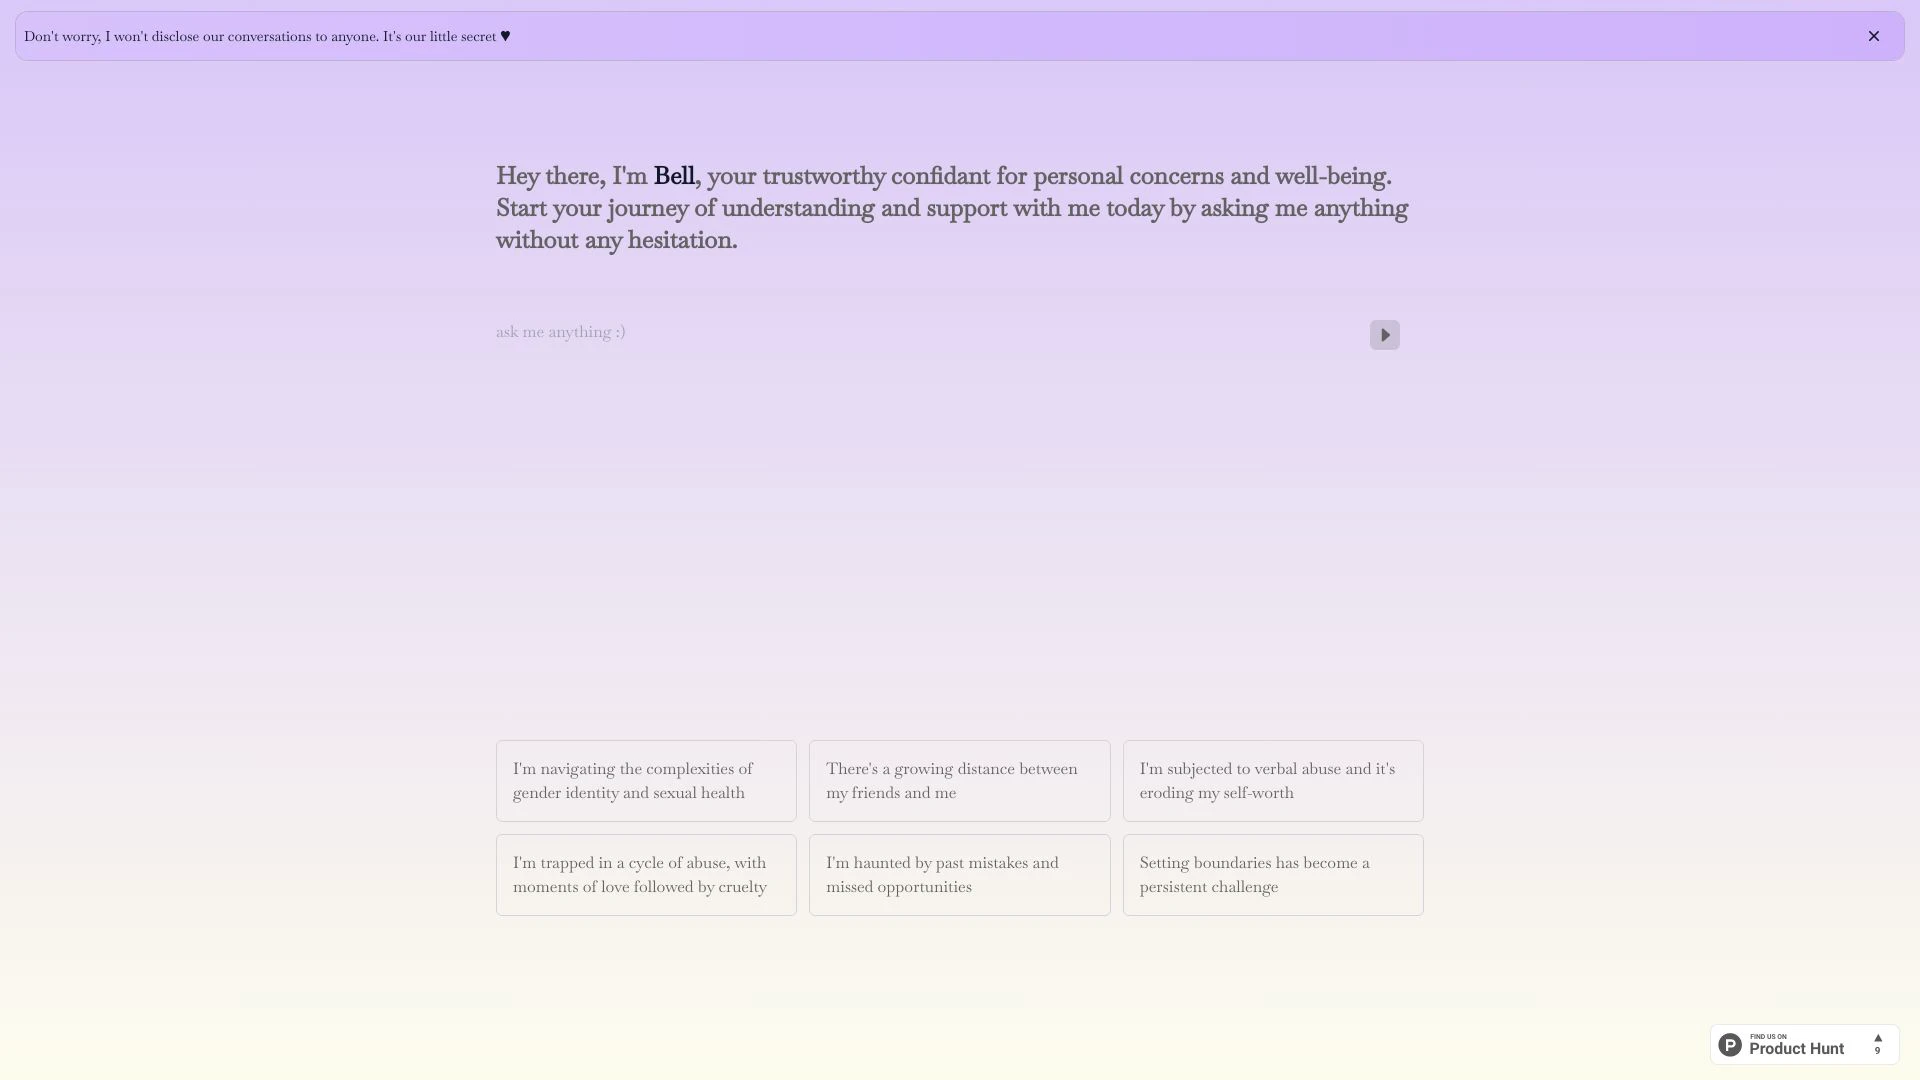 Don't worry, I won't disclose our conversations to anyone. It's our little secret ♥
Hey there, I'm Bell, your trustworthy confidant for personal concerns and well-being.
Start your journey of understanding and support with me today by asking me anything
without any hesitation.
ask me anything :)
I'm navigating the complexities of
gender identity and sexual health
There's a growing distance between
my friends and me
I'm subjected to verbal abuse and it's
eroding my self-worth
I'm trapped in a cycle of abuse, with
moments of love followed by cruelty
I'm haunted by past mistakes and
missed opportunities
Setting boundaries has become a
persistent challenge
P
FIND US ON
Product Hunt
▲
9